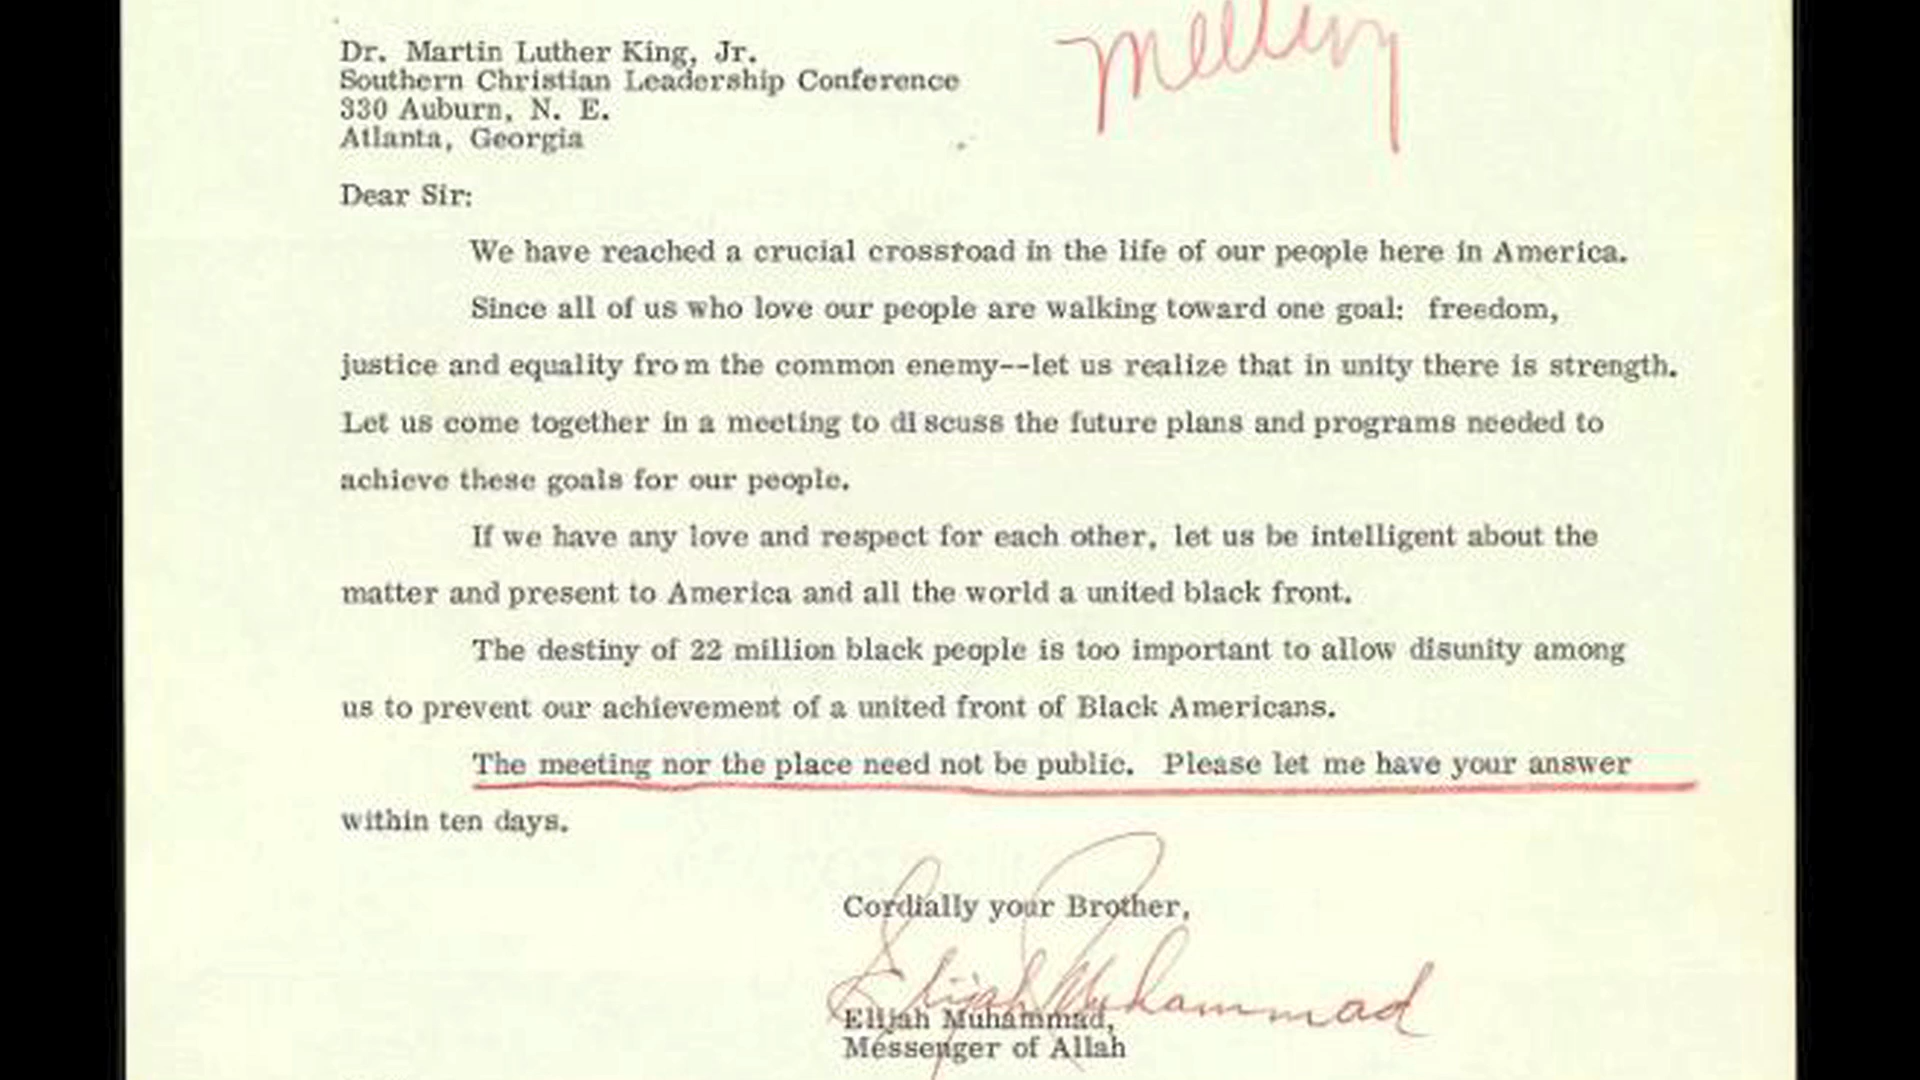 Dr. Martin Luther King, Jr.
Southern Christian Leadership Conference
330 Auburn, N. E.
Atlanta, Georgia
Dear Sir:
We have reached a crucial crossroad in the life of our people here in America.
Since all of us who love our people are walking toward one goal: freedom,
justice and equality from the common enemy--let us realize that in unity there is strength.
Let us come together in a meeting to di scuss the future plans and programs needed to
achieve these goals for our people.
If we have any love and respect for each other, let us be intelligent about the
matter and present to America and all the world a united black front.
The destiny of 22 million black people is too important to allow disunity among
us to prevent our achievement of a united front of Black Americans.
The meeting nor the place need not be public. Please let me have your answer
within ten days.
Cordially your Brother,
Elijah Muhammad
Elijah Muhammad,
Messenger of Allah